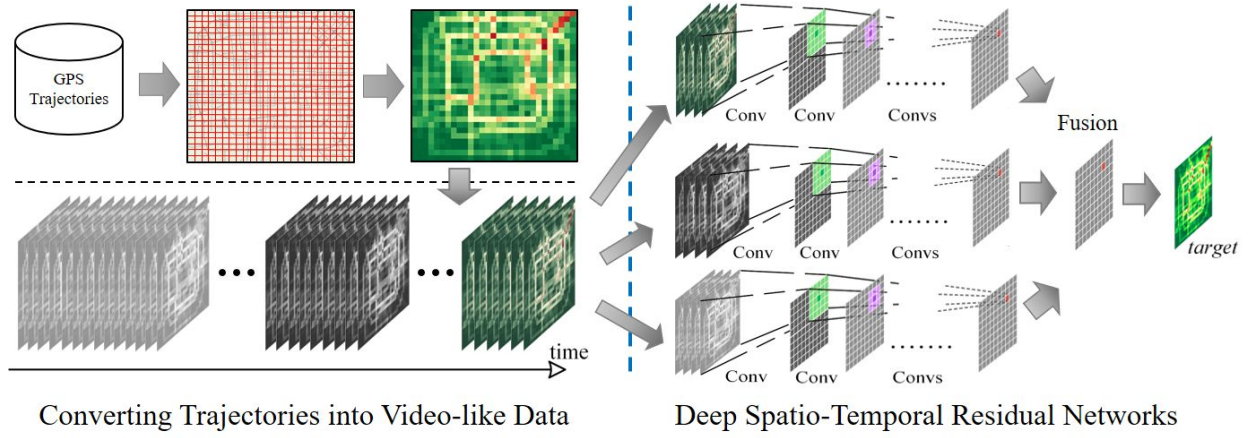 GPS
Trajectories
time
Converting Trajectories into Video-like Data
Conv Conv Convs
Fusion
Conv Conv Convs
target
Conv Conv Convs
Deep Spatio-Temporal Residual Networks